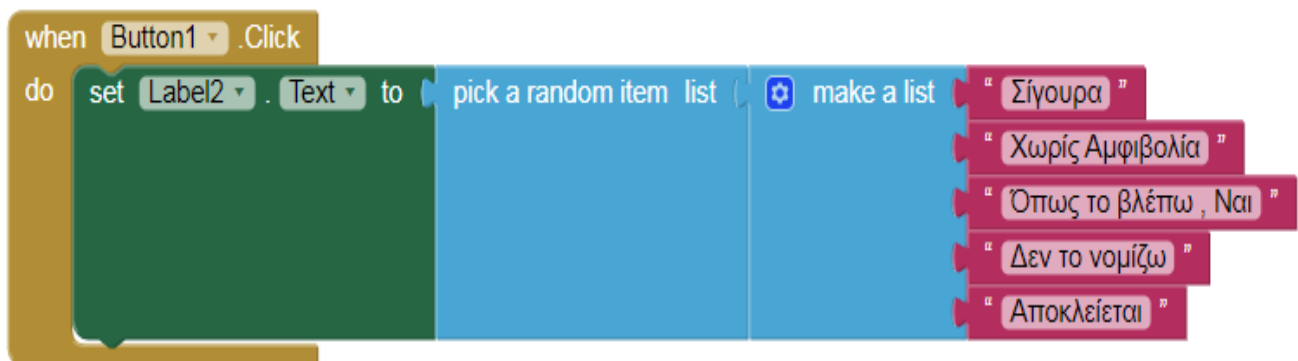 when Button1 .Click
do set Label2 . Text to pick a random item list make a list " Σίγουρα "
" Χωρίς Αμφιβολία "
" Όπως το βλέπω , Ναι "
" Δεν το νομίζω "
" Αποκλείεται "